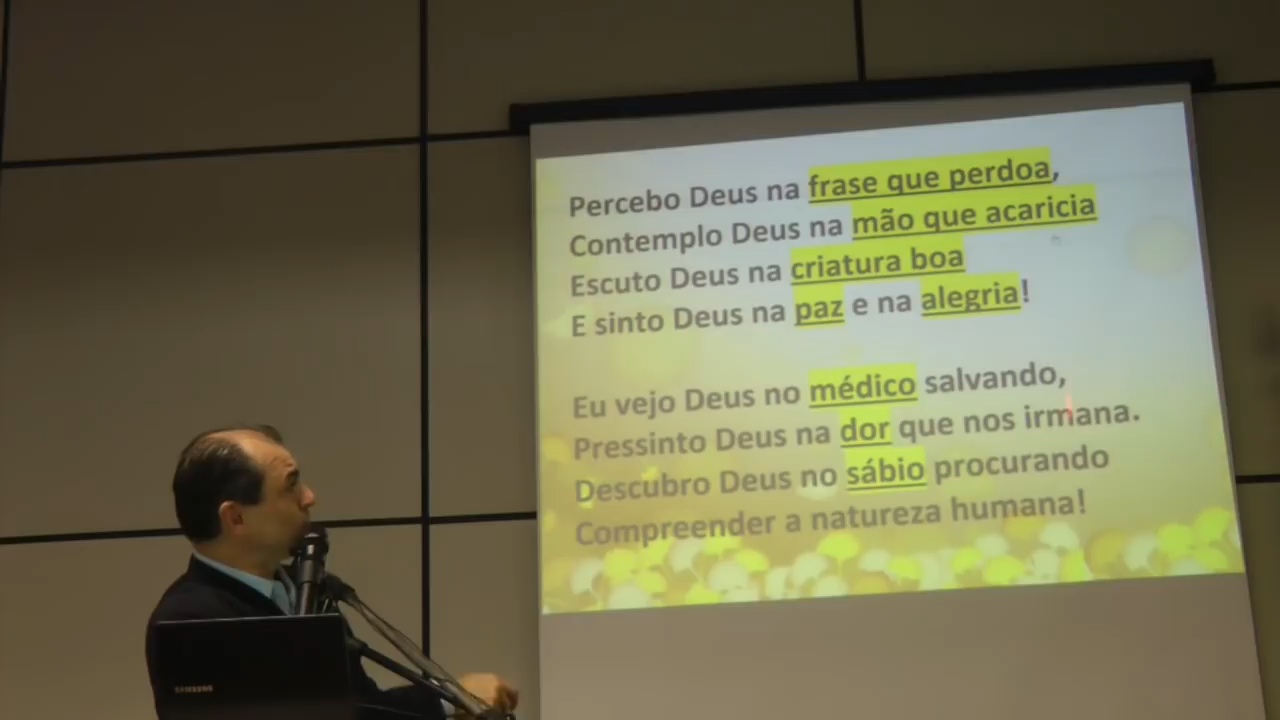 Percebo Deus na frase que perdoa,
Contemplo Deus na mão que acaricia
Escuto Deus na criatura boa
E sinto Deus na paz e na alegria!
Eu vejo Deus no médico salvando,
Pressinto Deus na dor que nos irmana.
Descubro Deus no sábio procurando
Compreender a natureza humana!
SAMSUNG